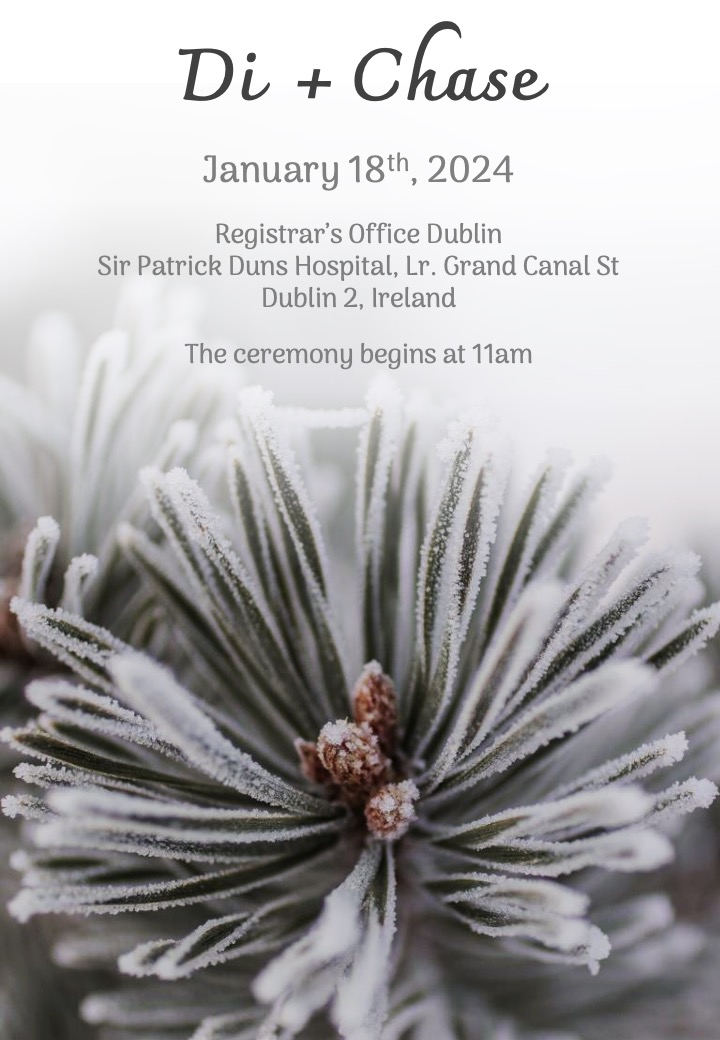 Di + Chase
January 18th, 2024
Registrar’s Office Dublin
Sir Patrick Duns Hospital, Lr. Grand Canal St
Dublin 2, Ireland
The ceremony begins at 11am